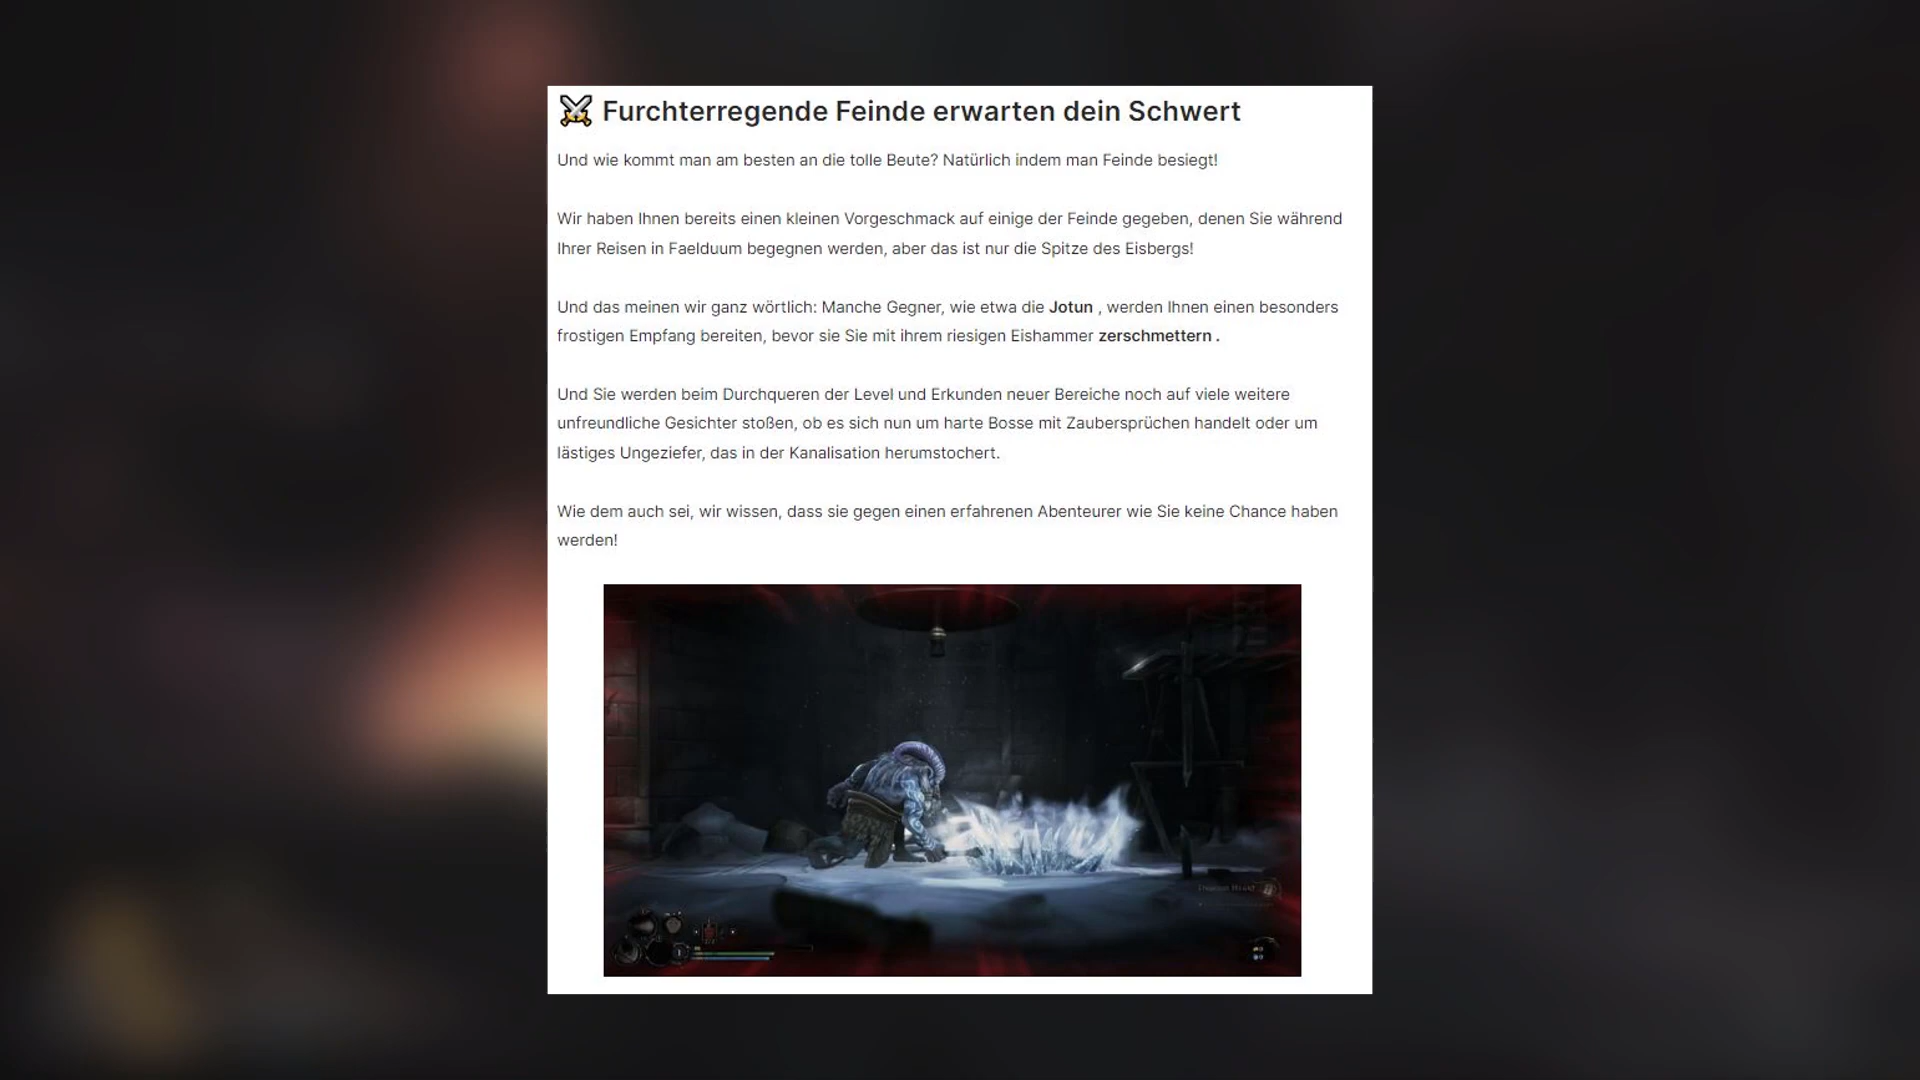 Furchterregende Feinde erwarten dein Schwert
Und wie kommt man am besten an die tolle Beute? Natürlich indem man Feinde besiegt!
Wir haben Ihnen bereits einen kleinen Vorgeschmack auf einige der Feinde gegeben, denen Sie während
Ihrer Reisen in Faelduum begegnen werden, aber das ist nur die Spitze des Eisbergs!
Und das meinen wir ganz wörtlich: Manche Gegner, wie etwa die Jotun , werden Ihnen einen besonders
frostigen Empfang bereiten, bevor sie Sie mit ihrem riesigen Eishammer zerschmettern .
Und Sie werden beim Durchqueren der Level und Erkunden neuer Bereiche noch auf viele weitere
unfreundliche Gesichter stoßen, ob es sich nun um harte Bosse mit Zaubersprüchen handelt oder um
lästiges Ungeziefer, das in der Kanalisation herumstochert.
Wie dem auch sei, wir wissen, dass sie gegen einen erfahrenen Abenteurer wie Sie keine Chance haben
werden!